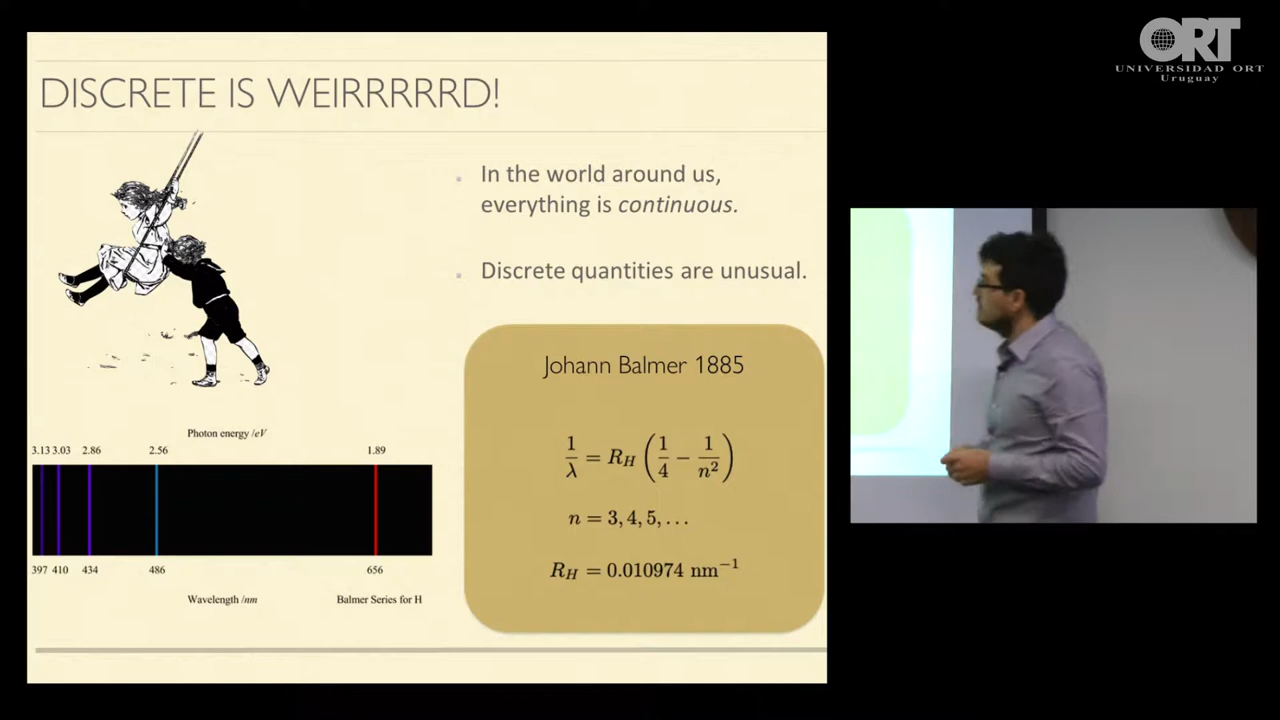 ORT
UNIVERSIDAD ORT
Uruguay
DISCRETE IS WEIRRRRRD!
In the world around us,
everything is continuous.
Discrete quantities are unusual.
Johann Balmer 1885
1/λ = R_H (1/4 − 1/n²)
n = 3, 4, 5, . . .
R_H = 0.010974 nm⁻¹
Photon energy /eV
3.13 3.03 2.86 2.56 1.89
397 410 434 486 656
Wavelength /nm Balmer Series for H